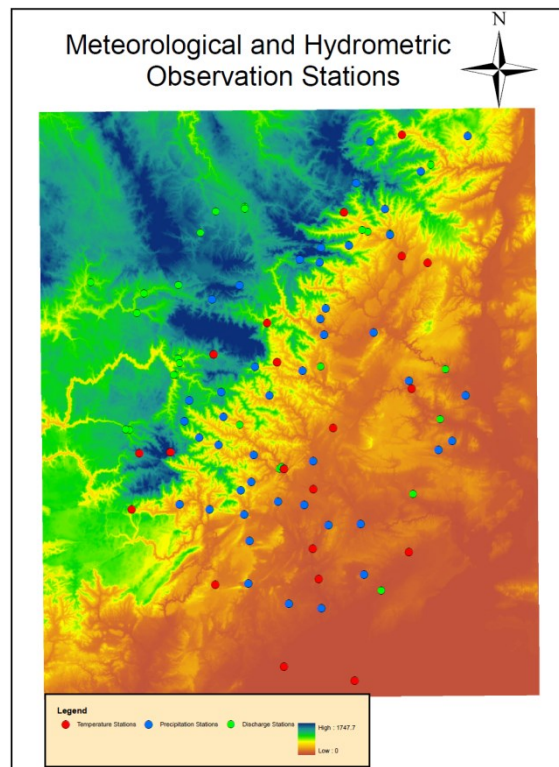 N
Meteorological and Hydrometric
Observation Stations
Legend
Temperature Stations Precipitation Stations Discharge Stations
High : 1747.7
Low : 0